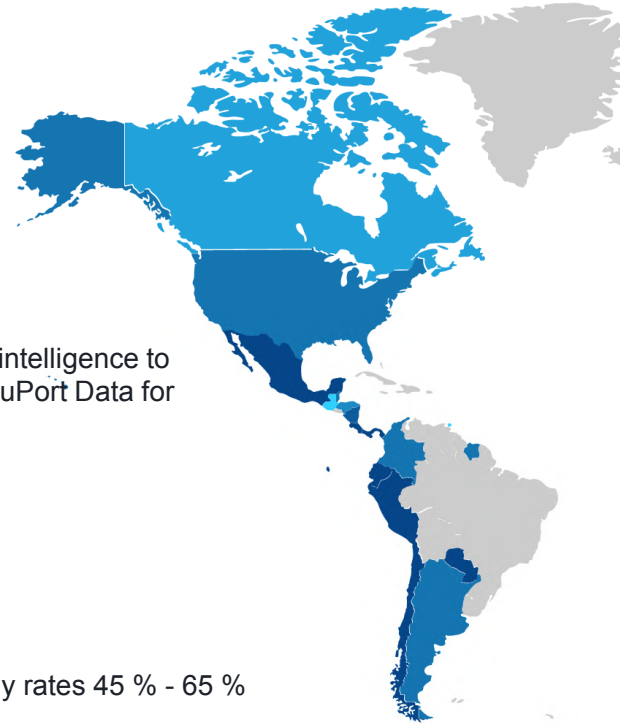 intelligence to
uPort Data for
y rates 45 % - 65 %